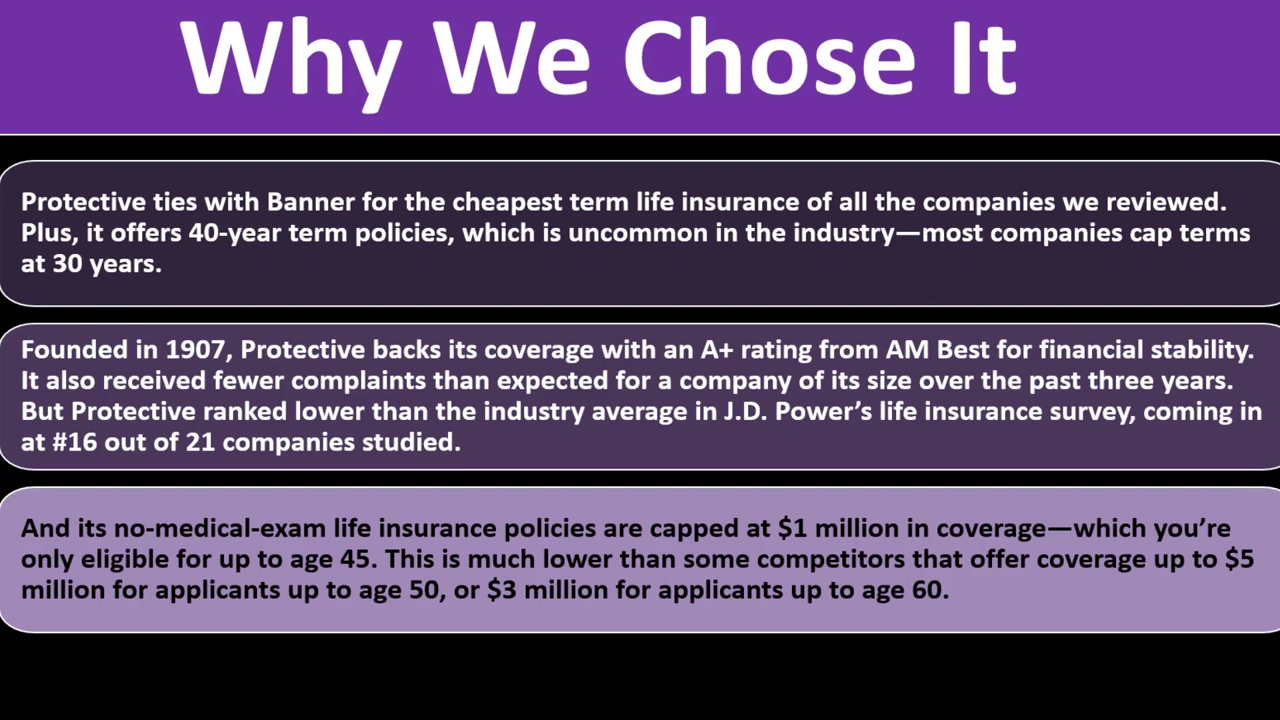 Why We Chose It
Protective ties with Banner for the cheapest term life insurance of all the companies we reviewed.
Plus, it offers 40-year term policies, which is uncommon in the industry—most companies cap terms
at 30 years.
Founded in 1907, Protective backs its coverage with an A+ rating from AM Best for financial stability.
It also received fewer complaints than expected for a company of its size over the past three years.
But Protective ranked lower than the industry average in J.D. Power’s life insurance survey, coming in
at #16 out of 21 companies studied.
And its no-medical-exam life insurance policies are capped at $1 million in coverage—which you’re
only eligible for up to age 45. This is much lower than some competitors that offer coverage up to $5
million for applicants up to age 50, or $3 million for applicants up to age 60.